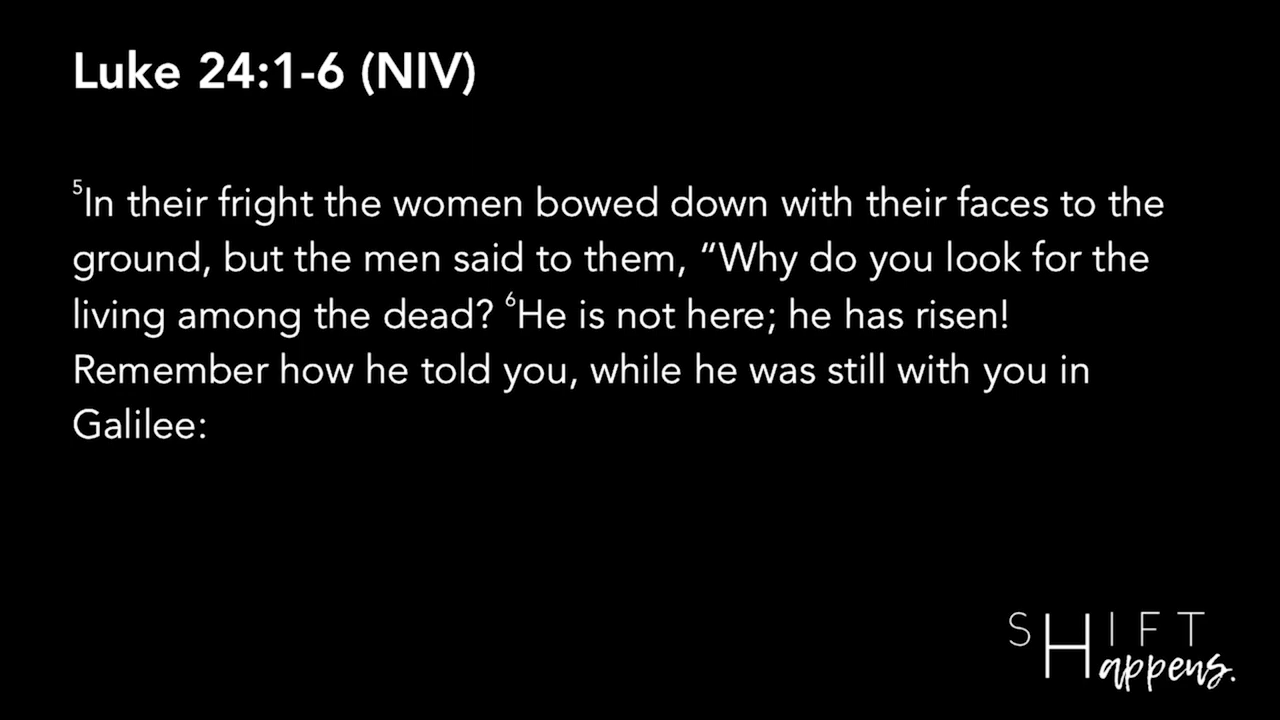 Luke 24:1-6 (NIV)
⁵In their fright the women bowed down with their faces to the
ground, but the men said to them, “Why do you look for the
living among the dead? ⁶He is not here; he has risen!
Remember how he told you, while he was still with you in
Galilee:
SHIFT
Happens.